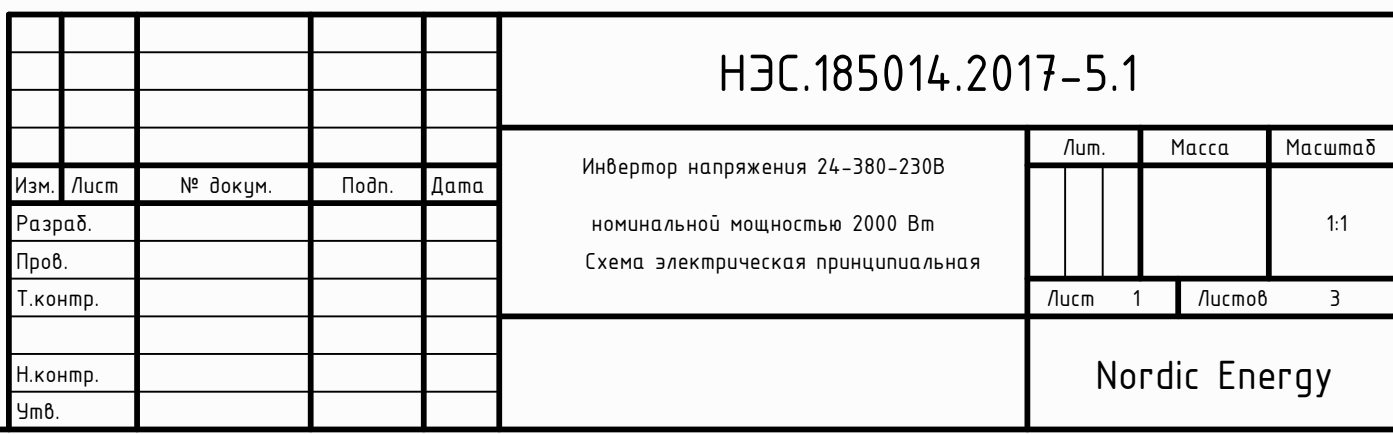 НЭС.185014.2017-5.1
Инвертор напряжения 24-380-230В
номинальной мощностью 2000 Вт
Схема электрическая принципиальная
Лит. Масса Масштаб
1:1
Лист 1 Листов 3
Nordic Energy
Изм. Лист № докум. Подп. Дата
Разраб.
Пров.
Т.контр.
Н.контр.
Утв.